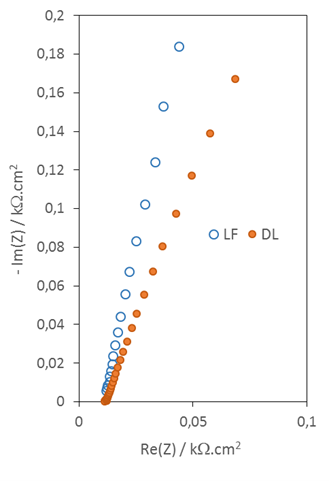 0,2
0,18
0,16
0,14
0,12
0,1
0,08
0,06
0,04
0,02
0
- Im(Z) / kΩ.cm²
LF DL
0 0,05 0,1
Re(Z) / kΩ.cm²